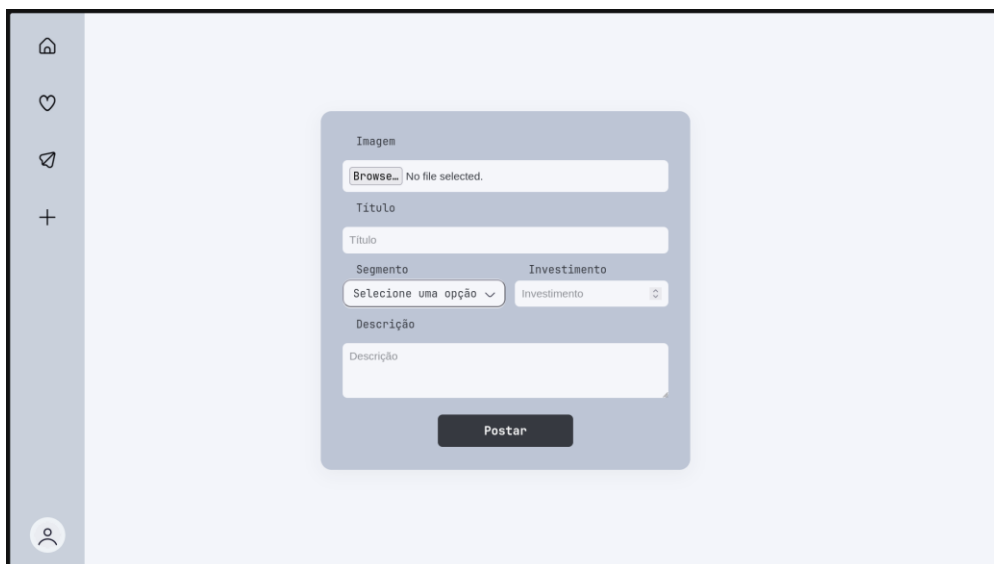 Imagem
Browse… No file selected.
Título
Título
Segmento Investimento
Selecione uma opção Investimento
Descrição
Descrição
Postar